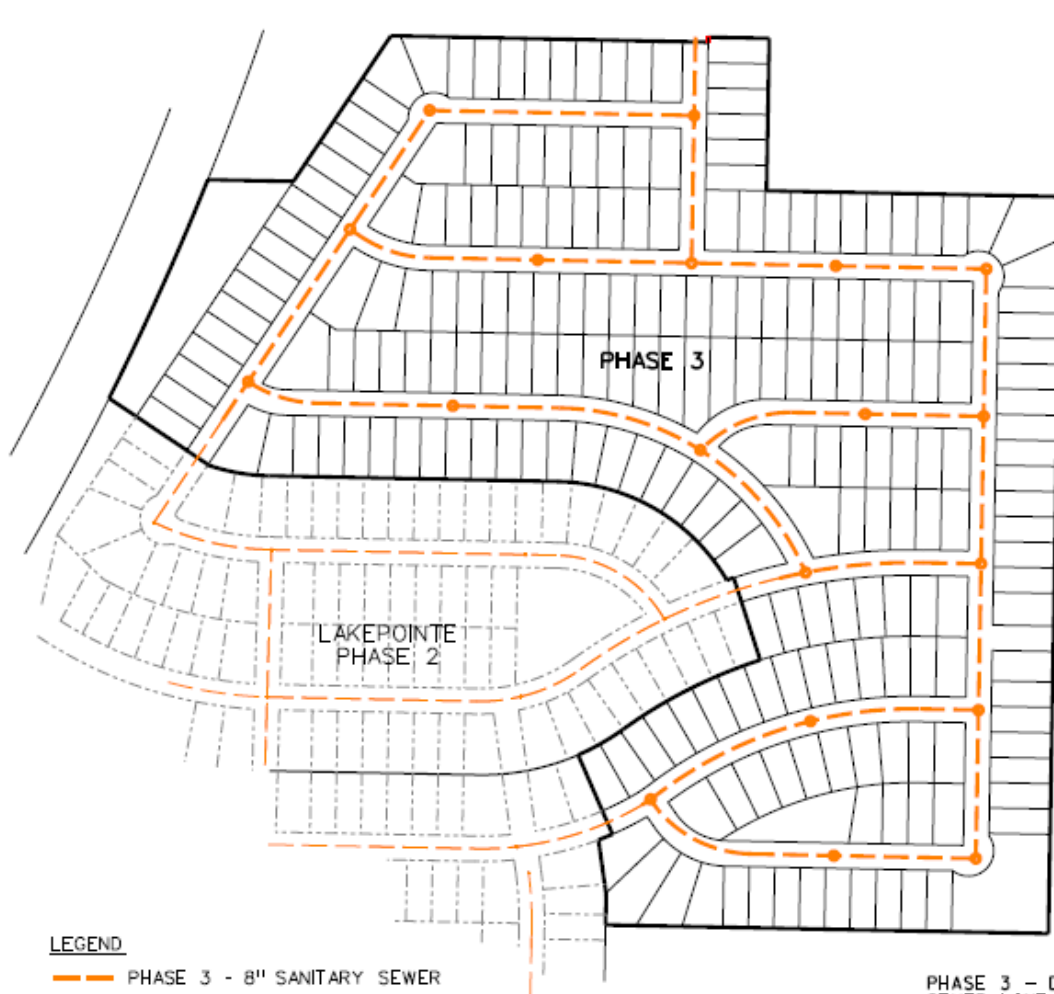 PHASE 3
LAKEPOINTE
PHASE 2
LEGEND
PHASE 3 - 8" SANITARY SEWER
PHASE 3 -